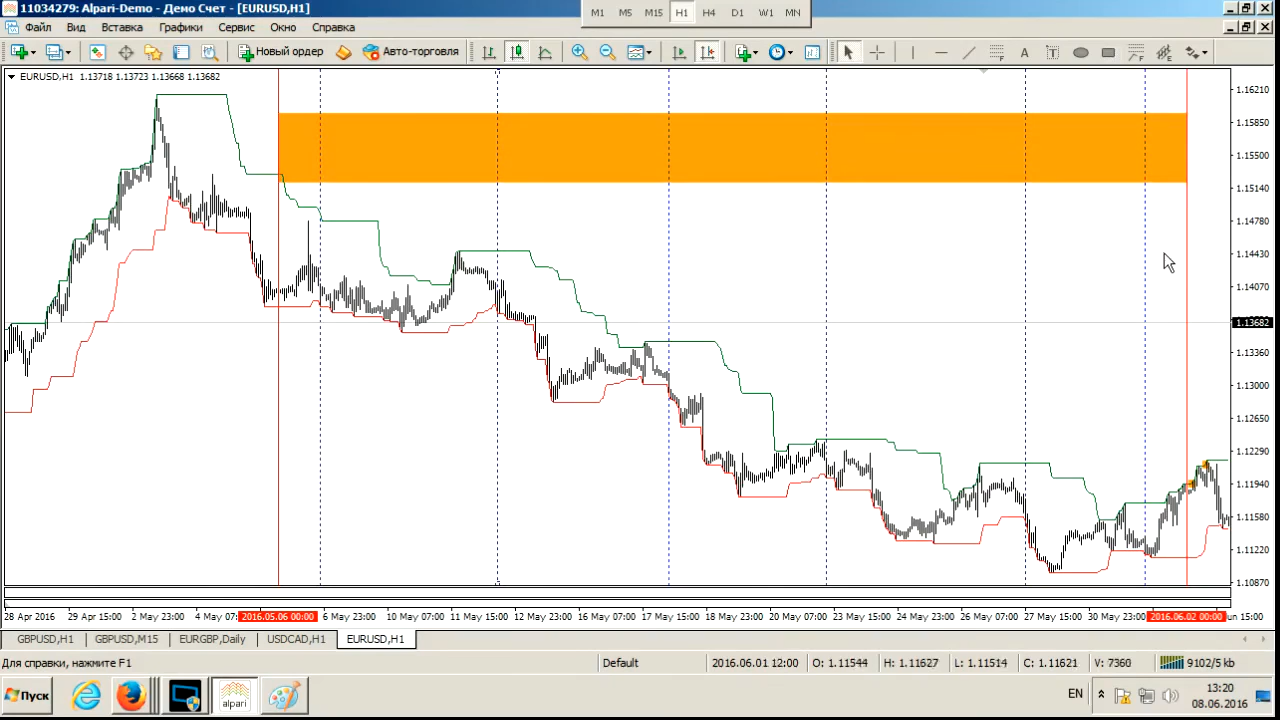 11034279: Alpari-Demo - Демо Счет - [EURUSD,H1]
M1 M5 M15 H1 H4 D1 W1 MN
Файл Вид Вставка Графики Сервис Окно Справка
Новый ордер Авто-торговля
EURUSD,H1 1.13718 1.13723 1.13668 1.13682
1.16210
1.15850
1.15500
1.15140
1.14780
1.14430
1.14070
1.13682
1.13360
1.13000
1.12650
1.12290
1.11940
1.11580
1.11220
1.10870
28 Apr 2016 29 Apr 15:00 2 May 23:00 4 May 07: 2016.05.06 00:00 6 May 23:00 10 May 07:00 11 May 15:00 12 May 23:00 17 May 15:00 18 May 23:00 20 May 07:00 23 May 15:00 24 May 23:00 26 May 07:00 27 May 15:00 30 May 23:00 2016.06.02 00:00 un 15:00
GBPUSD,H1 GBPUSD,M15 EURGBP,Daily USDCAD,H1 EURUSD,H1
Для справки, нажмите F1 Default 2016.06.01 12:00 O: 1.11544 H: 1.11627 L: 1.11514 C: 1.11621 V: 7360 9102/5 kb
Пуск alpari EN 13:20
08.06.2016